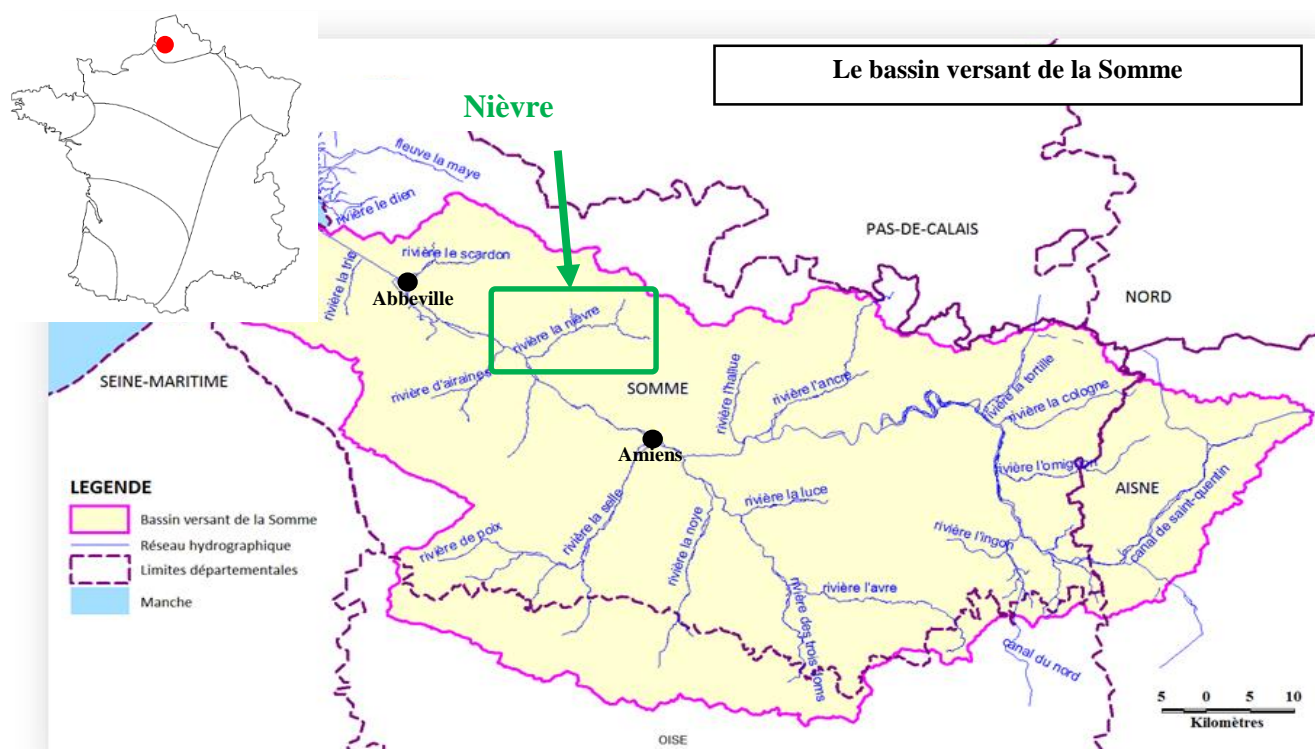 Le bassin versant de la Somme
Nièvre
fleuve la maye
rivière le dien
PAS-DE-CALAIS
rivière le scardon
rivière la trie
Abbeville
NORD
rivière la nièvre
SEINE-MARITIME
rivière d'airaines
SOMME
rivière l'hallue
rivière l'ancre
rivière la tortille
rivière la cologne
Amiens
rivière l'omignon
AISNE
LEGENDE
Bassin versant de la Somme
Réseau hydrographique
Limites départementales
Manche
rivière la luce
rivière la selle
rivière de poix
rivière la noye
rivière l'ingon
canal de saint-quentin
rivière l'avre
rivière des trois doms
canal du nord
5 0 5 10
Kilomètres
OISE